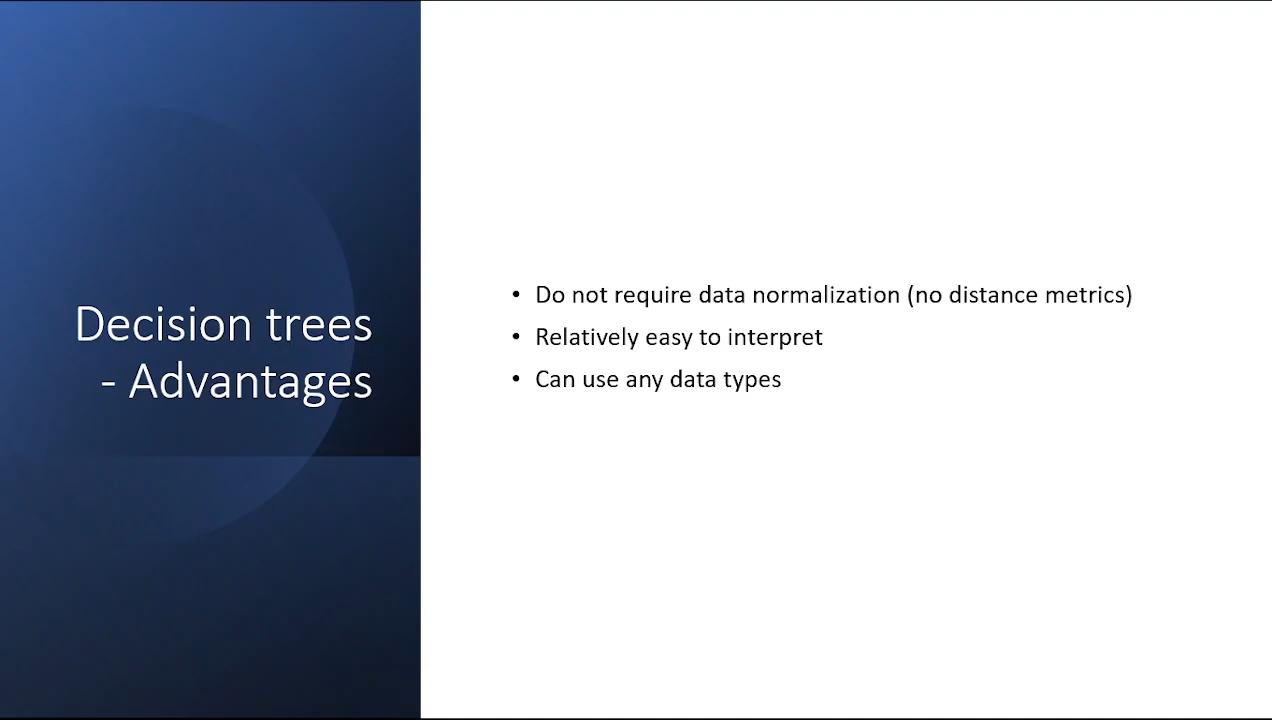 Decision trees
- Advantages
• Do not require data normalization (no distance metrics)
• Relatively easy to interpret
• Can use any data types